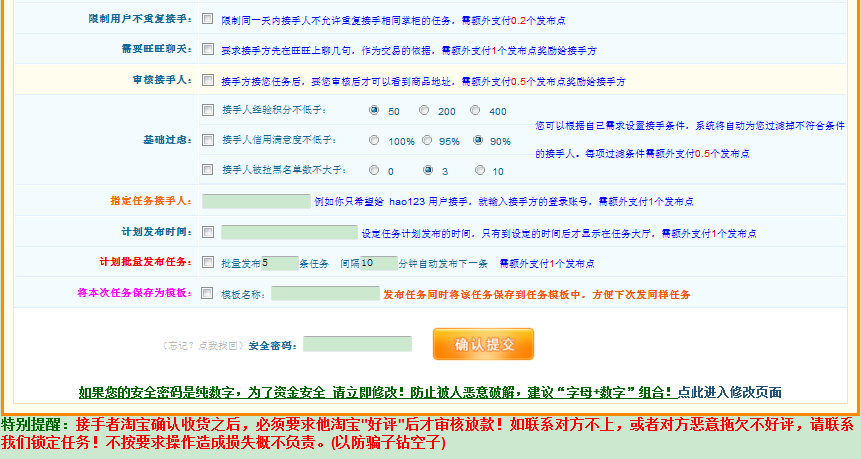 限制用户不重复接手： 限制同一天内接手人不允许重复接手相同掌柜的任务，需额外支付0.2个发布点
需要旺旺聊天： 要求接手方先在旺旺上聊几句，作为交易的依据，需额外支付1个发布点奖励给接手方
审核接手人： 接手方接您任务后，要您审核后才可以看到商品地址，需额外支付0.5个发布点奖励给接手方
接手人经验积分不低于： 50 200 400
基础过虑： 接手人信用满意度不低于： 100% 95% 90%
接手人被拉黑名单数不大于： 0 3 10
您可以根据自己需求设置接手条件，系统将自动为您过滤掉不符合条件
的接手人。每项过滤条件需额外支付0.5个发布点
指定任务接手人： 例如你只希望给 hao123 用户接手，就输入接手方的登录账号，需额外支付1个发布点
计划发布时间： 设定任务计划发布的时间，只有到设定的时间后才显示在任务大厅，需额外支付1个发布点
计划批量发布任务： 批量发布5条任务 间隔10分钟自动发布下一条 需额外支付1个发布点
将本次任务保存为模板： 模板名称： 发布任务同时将该任务保存到任务模板中，方便下次发同样任务
（忘记？点我找回）安全密码： 确认提交
如果您的安全密码是纯数字，为了资金安全 请立即修改！防止被人恶意破解，建议“字母+数字”组合！点此进入修改页面
特别提醒：接手者淘宝确认收货之后，必须要求他淘宝"好评"后才审核放款！如联系对方不上，或者对方恶意拖欠不好评，请联系
我们锁定任务！不按要求操作造成损失概不负责。(以防骗子钻空子)